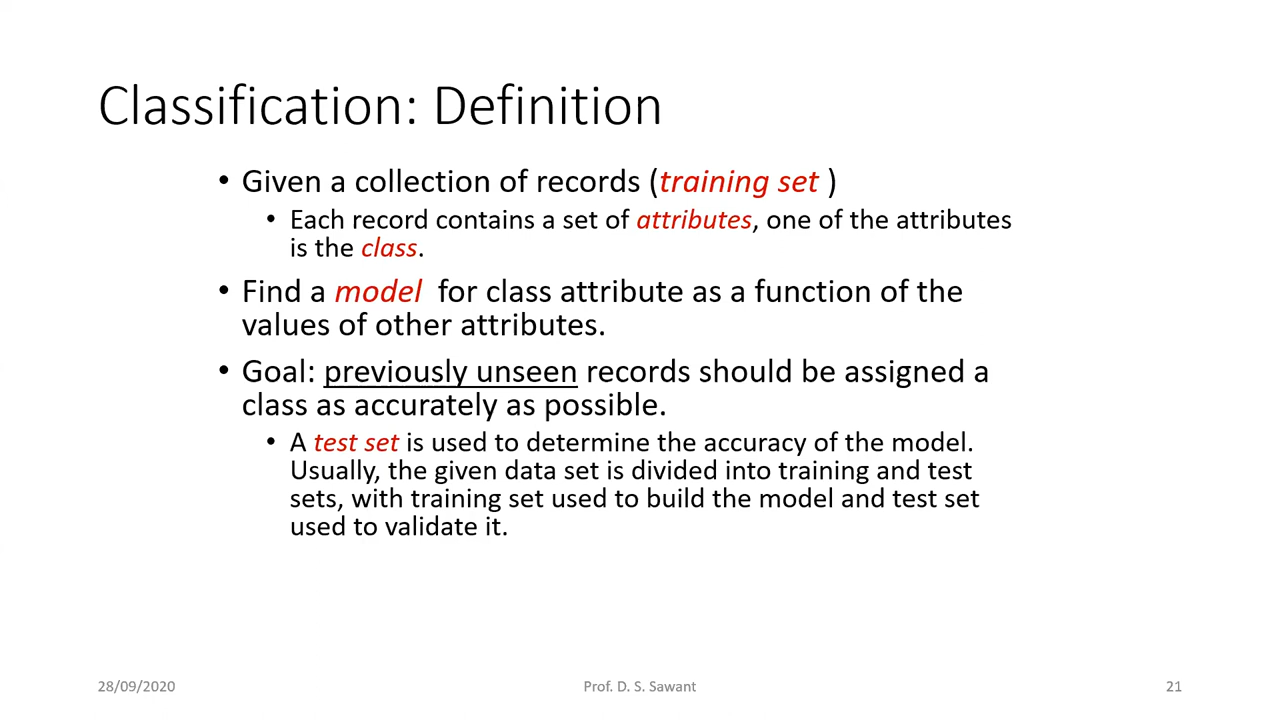 Classification: Definition
• Given a collection of records (training set )
• Each record contains a set of attributes, one of the attributes
is the class.
• Find a model for class attribute as a function of the
values of other attributes.
• Goal: previously unseen records should be assigned a
class as accurately as possible.
• A test set is used to determine the accuracy of the model.
Usually, the given data set is divided into training and test
sets, with training set used to build the model and test set
used to validate it.
28/09/2020
Prof. D. S. Sawant
21